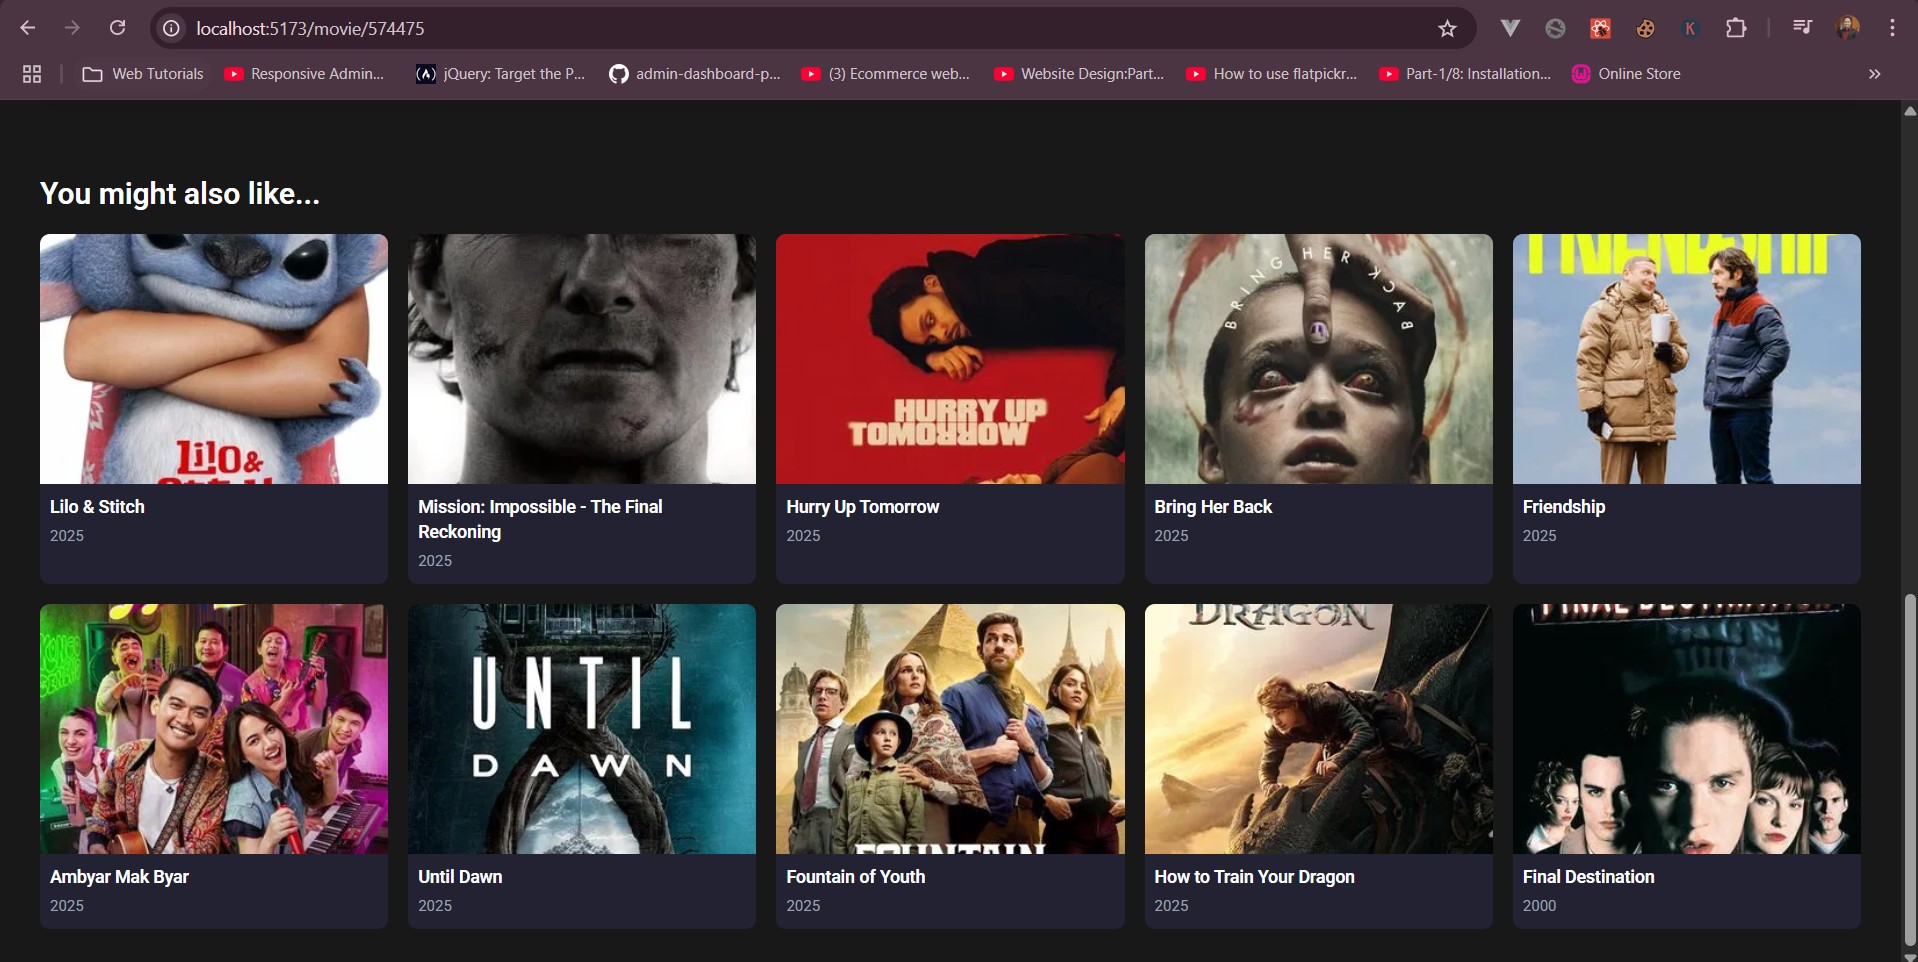 localhost:5173/movie/574475
Web Tutorials
Responsive Admin...
jQuery: Target the P...
admin-dashboard-p...
(3) Ecommerce web...
Website Design:Part...
How to use flatpickr...
Part-1/8: Installation...
Online Store
You might also like...
LilO&
HURRY UP
TOMORROW
BRING HER BACK
FRIENDSHIP
Lilo & Stitch
2025
Mission: Impossible - The Final
Reckoning
2025
Hurry Up Tomorrow
2025
Bring Her Back
2025
Friendship
2025
UNTIL
DAWN
FOUNTAIN
DRAGON
FINAL DESTINATION
Ambyar Mak Byar
2025
Until Dawn
2025
Fountain of Youth
2025
How to Train Your Dragon
2025
Final Destination
2000